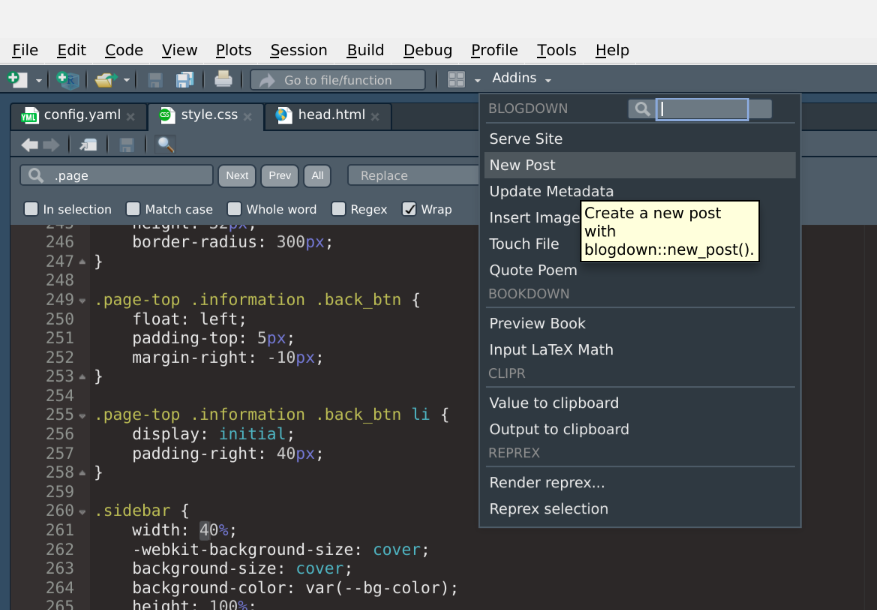 File Edit Code View Plots Session Build Debug Profile Tools Help
Go to file/function Addins
config.yaml style.css head.html
.page Next Prev All Replace
In selection Match case Whole word Regex Wrap
BLOGDOWN
Serve Site
New Post
Update Metadata
Insert Image
Touch File
Quote Poem
BOOKDOWN
Preview Book
Input LaTeX Math
CLIPR
Value to clipboard
Output to clipboard
REPREX
Render reprex...
Reprex selection
Create a new post
with
blogdown::new_post().
245 height: 32px;
246 border-radius: 300px;
247 }
248
249 .page-top .information .back_btn {
250 float: left;
251 padding-top: 5px;
252 margin-right: -10px;
253 }
254
255 .page-top .information .back_btn li {
256 display: initial;
257 padding-right: 40px;
258 }
259
260 .sidebar {
261 width: 40%;
262 -webkit-background-size: cover;
263 background-size: cover;
264 background-color: var(--bg-color);
265 height: 100%;